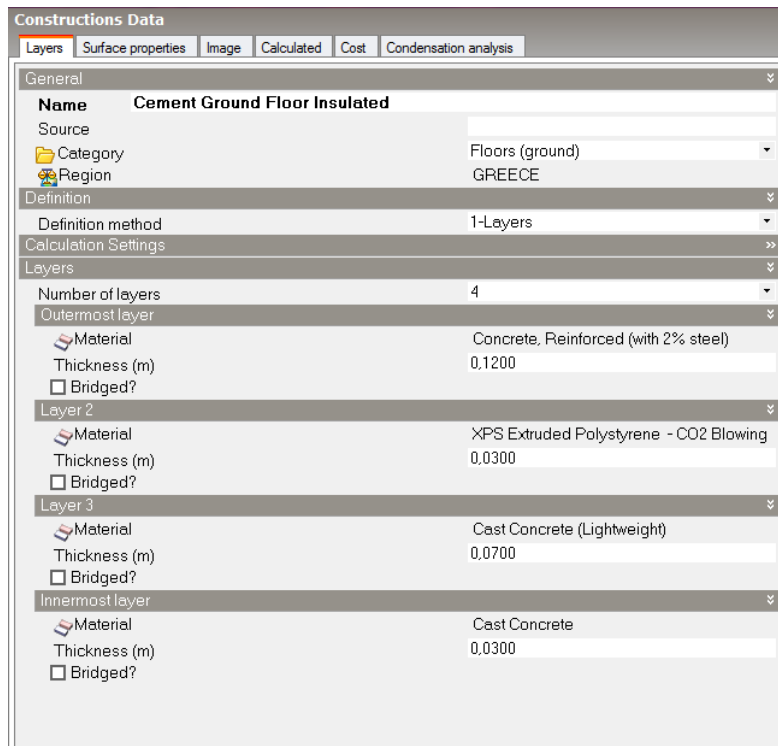 Constructions Data
Layers Surface properties Image Calculated Cost Condensation analysis
General
Name Cement Ground Floor Insulated
Source
Category Floors (ground)
Region GREECE
Definition
Definition method 1-Layers
Calculation Settings
Layers
Number of layers 4
Outermost layer
Material Concrete, Reinforced (with 2% steel)
Thickness (m) 0,1200
Bridged?
Layer 2
Material XPS Extruded Polystyrene - CO2 Blowing
Thickness (m) 0,0300
Bridged?
Layer 3
Material Cast Concrete (Lightweight)
Thickness (m) 0,0700
Bridged?
Innermost layer
Material Cast Concrete
Thickness (m) 0,0300
Bridged?